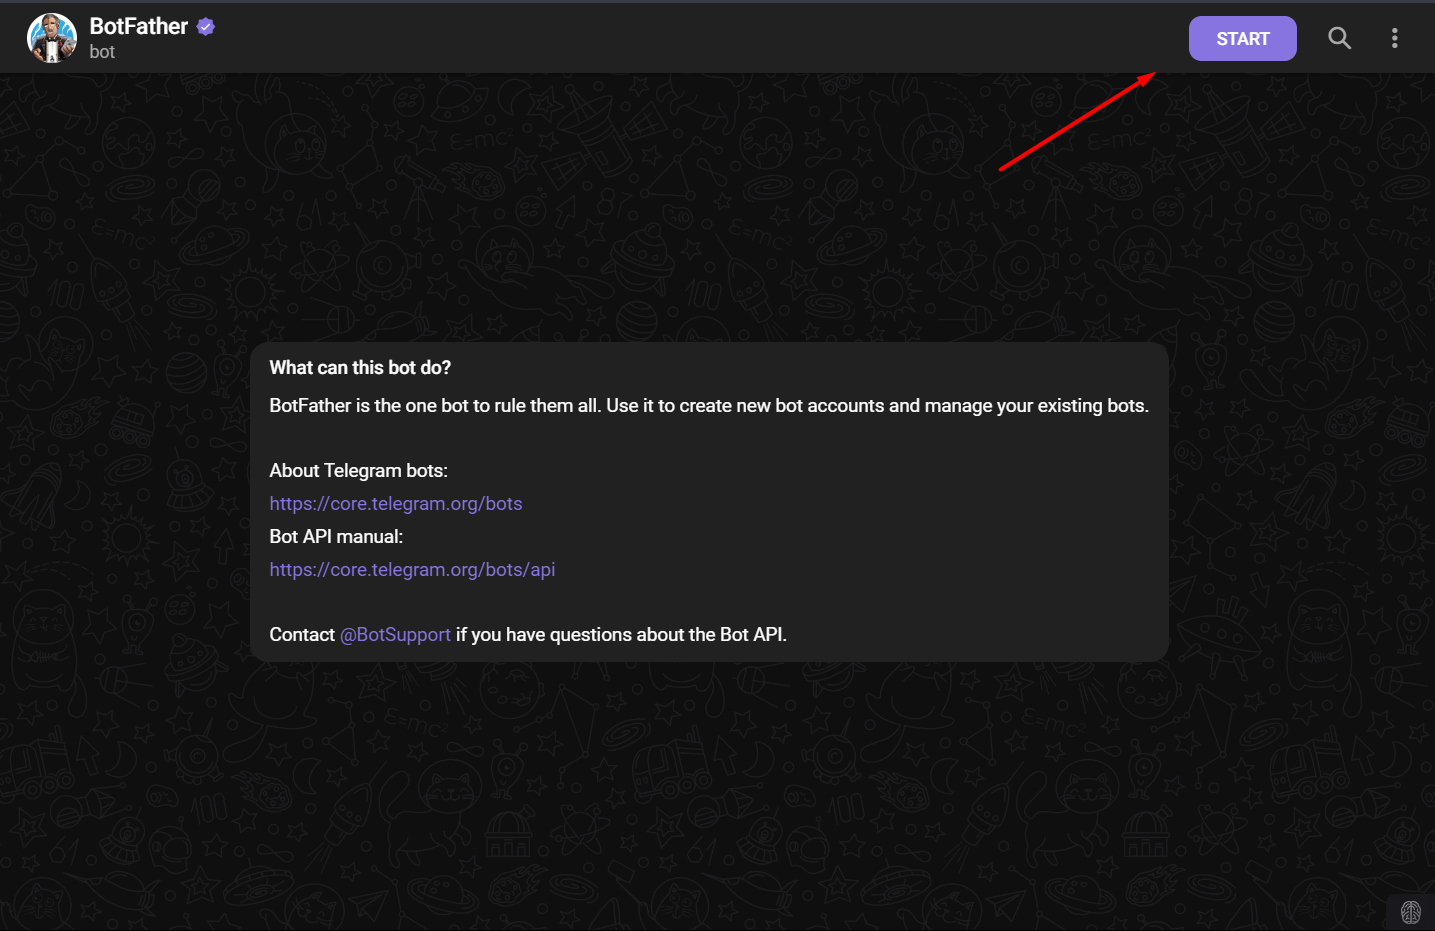 BotFather
bot
START
What can this bot do?
BotFather is the one bot to rule them all. Use it to create new bot accounts and manage your existing bots.
About Telegram bots:
https://core.telegram.org/bots
Bot API manual:
https://core.telegram.org/bots/api
Contact @BotSupport if you have questions about the Bot API.